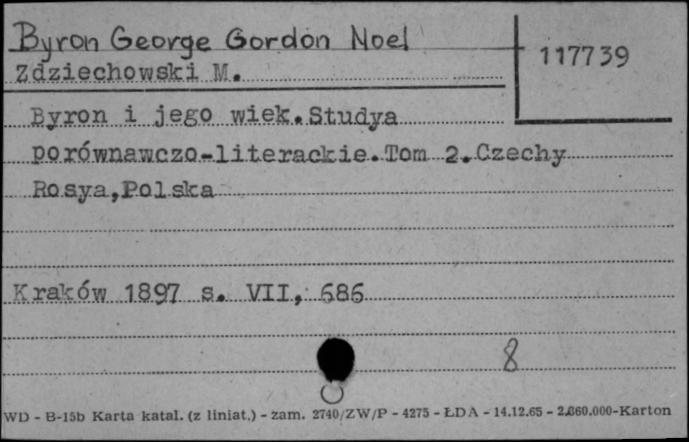 Byron George Gordon Noel
117739
Zdziechowski M.
Byron i jego wiek. Studya
porównawczo-literackie. Tom 2. Czechy
Rosya, Polska
Kraków 1897 s. VII, 686
8
WD - B-15b Karta katal. (z liniat.) - zam. 2740/ZW/P - 4275 - ŁDA - 14.12.65 - 2.860.000-Karton